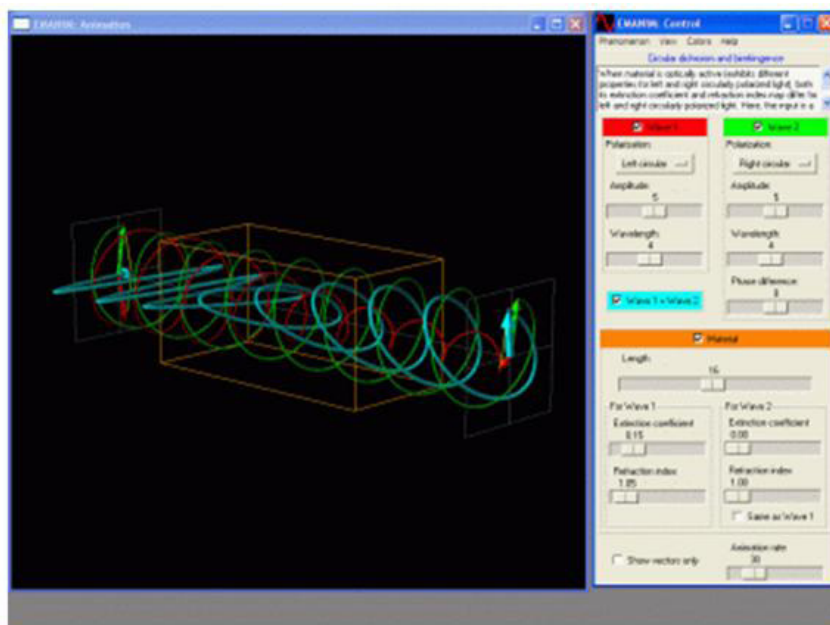 EMANIM: Animation
EMANIM: Control
Phenomenon View Colors Help
Circular dichroism and birefringence
When material is optically active (exhibits different
properties for left and right circularly polarized light), both
its extinction coefficient and refraction index may differ for
left and right circularly polarized light. Here, the input is a
Wave 1
Wave 2
Polarization:
Polarization:
Left circular
Right circular
Amplitude:
Amplitude:
5
5
Wavelength:
Wavelength:
4
4
Phase difference:
Wave 1 + Wave 2
Material
Length:
16
For Wave 1
For Wave 2
Extinction coefficient
Extinction coefficient
0.15
0.00
Refraction index
Refraction index
1.05
1.00
Same as Wave 1
Show vectors only
Animation rate
30